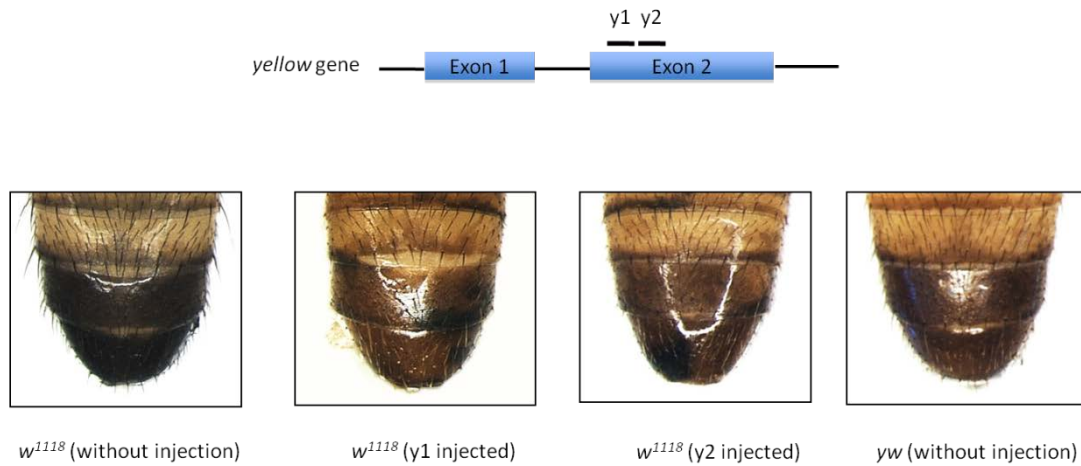 y1 y2
yellow gene Exon 1 Exon 2
w1118 (without injection) w1118 (y1 injected) w1118 (y2 injected) yw (without injection)